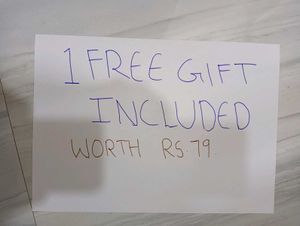 1 FREE GIFT
INCLUDED
WORTH RS.79.